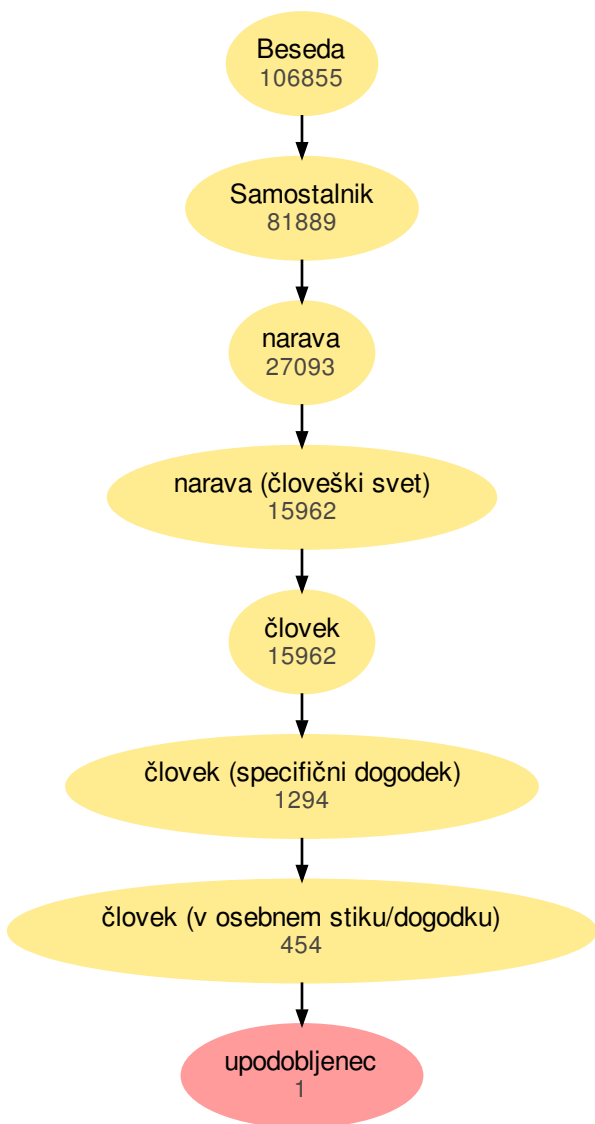 Beseda
106855
Samostalnik
81889
narava
27093
narava (človeški svet)
15962
človek
15962
človek (specifični dogodek)
1294
človek (v osebnem stiku/dogodku)
454
upodobljenec
1